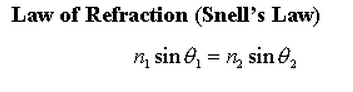 Law of Refraction (Snell's Law)
n₁ sin θ₁ = n₂ sin θ₂